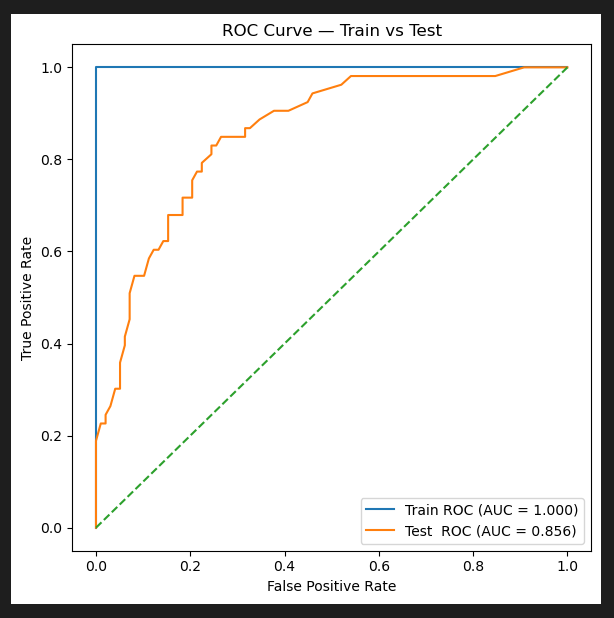 ROC Curve — Train vs Test
True Positive Rate
1.0
0.8
0.6
0.4
0.2
0.0
Train ROC (AUC = 1.000)
Test  ROC (AUC = 0.856)
0.0 0.2 0.4 0.6 0.8 1.0
False Positive Rate